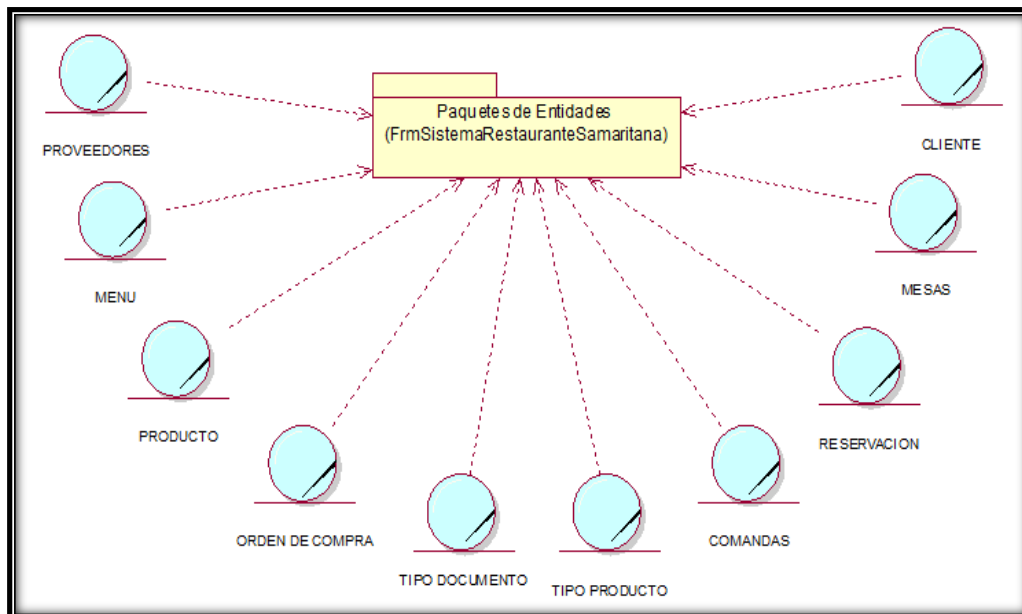 Paquetes de Entidades
(FrmSistemaRestauranteSamaritana)
PROVEEDORES
CLIENTE
MENU
MESAS
PRODUCTO
RESERVACION
ORDEN DE COMPRA
COMANDAS
TIPO DOCUMENTO
TIPO PRODUCTO